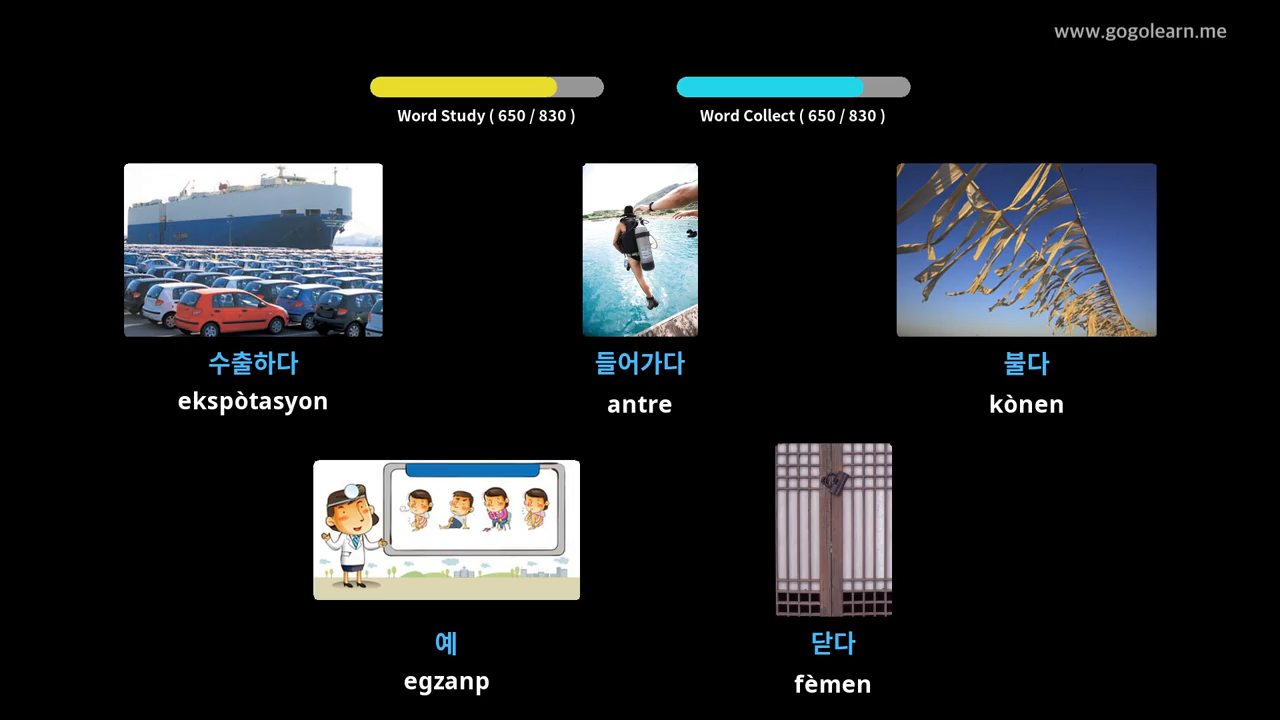 www.gogolearn.me
Word Study ( 650 / 830 )
Word Collect ( 650 / 830 )
수출하다
ekspòtasyon
들어가다
antre
불다
kònen
예
egzanp
닫다
fèmen